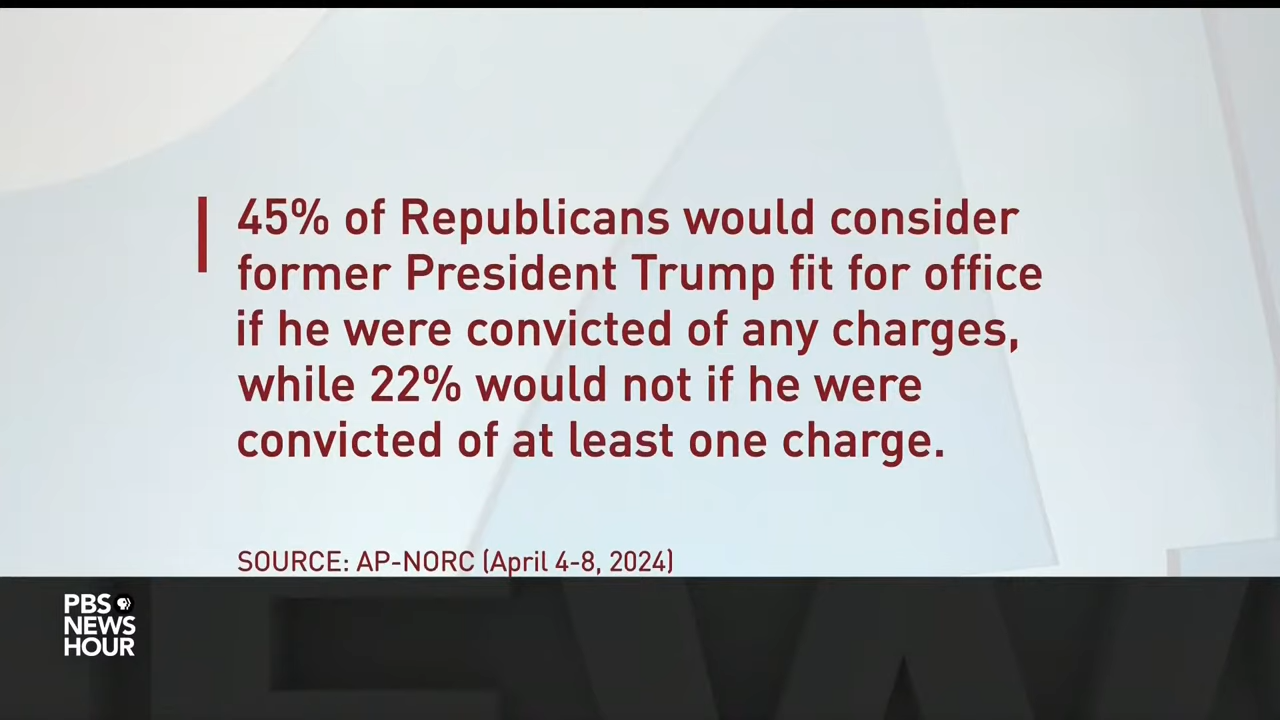 45% of Republicans would consider
former President Trump fit for office
if he were convicted of any charges,
while 22% would not if he were
convicted of at least one charge.
SOURCE: AP-NORC (April 4-8, 2024)
PBS
NEWS
HOUR